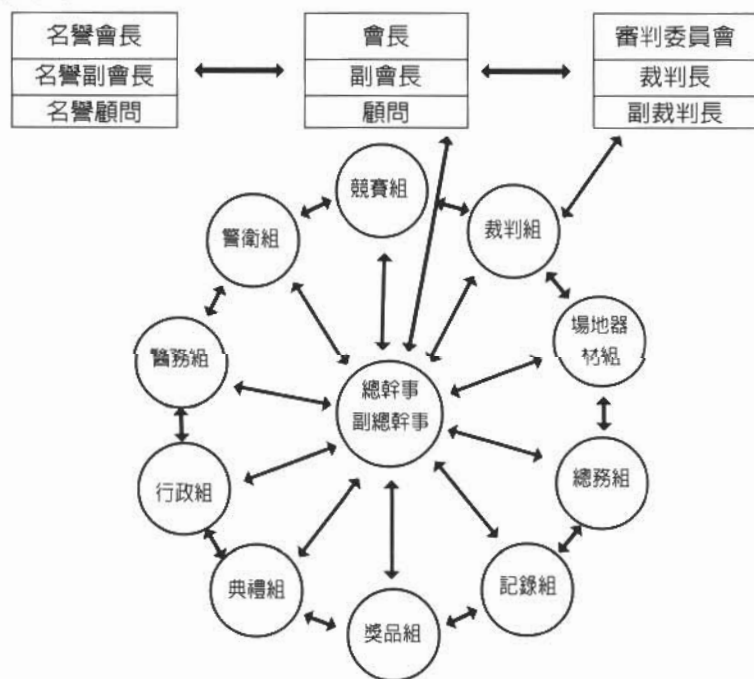 名譽會長
名譽副會長
名譽顧問
會長
副會長
顧問
審判委員會
裁判長
副裁判長
競賽組
警衛組
裁判組
場地器
材組
醫務組
總幹事
副總幹事
行政組
總務組
典禮組
記錄組
獎品組